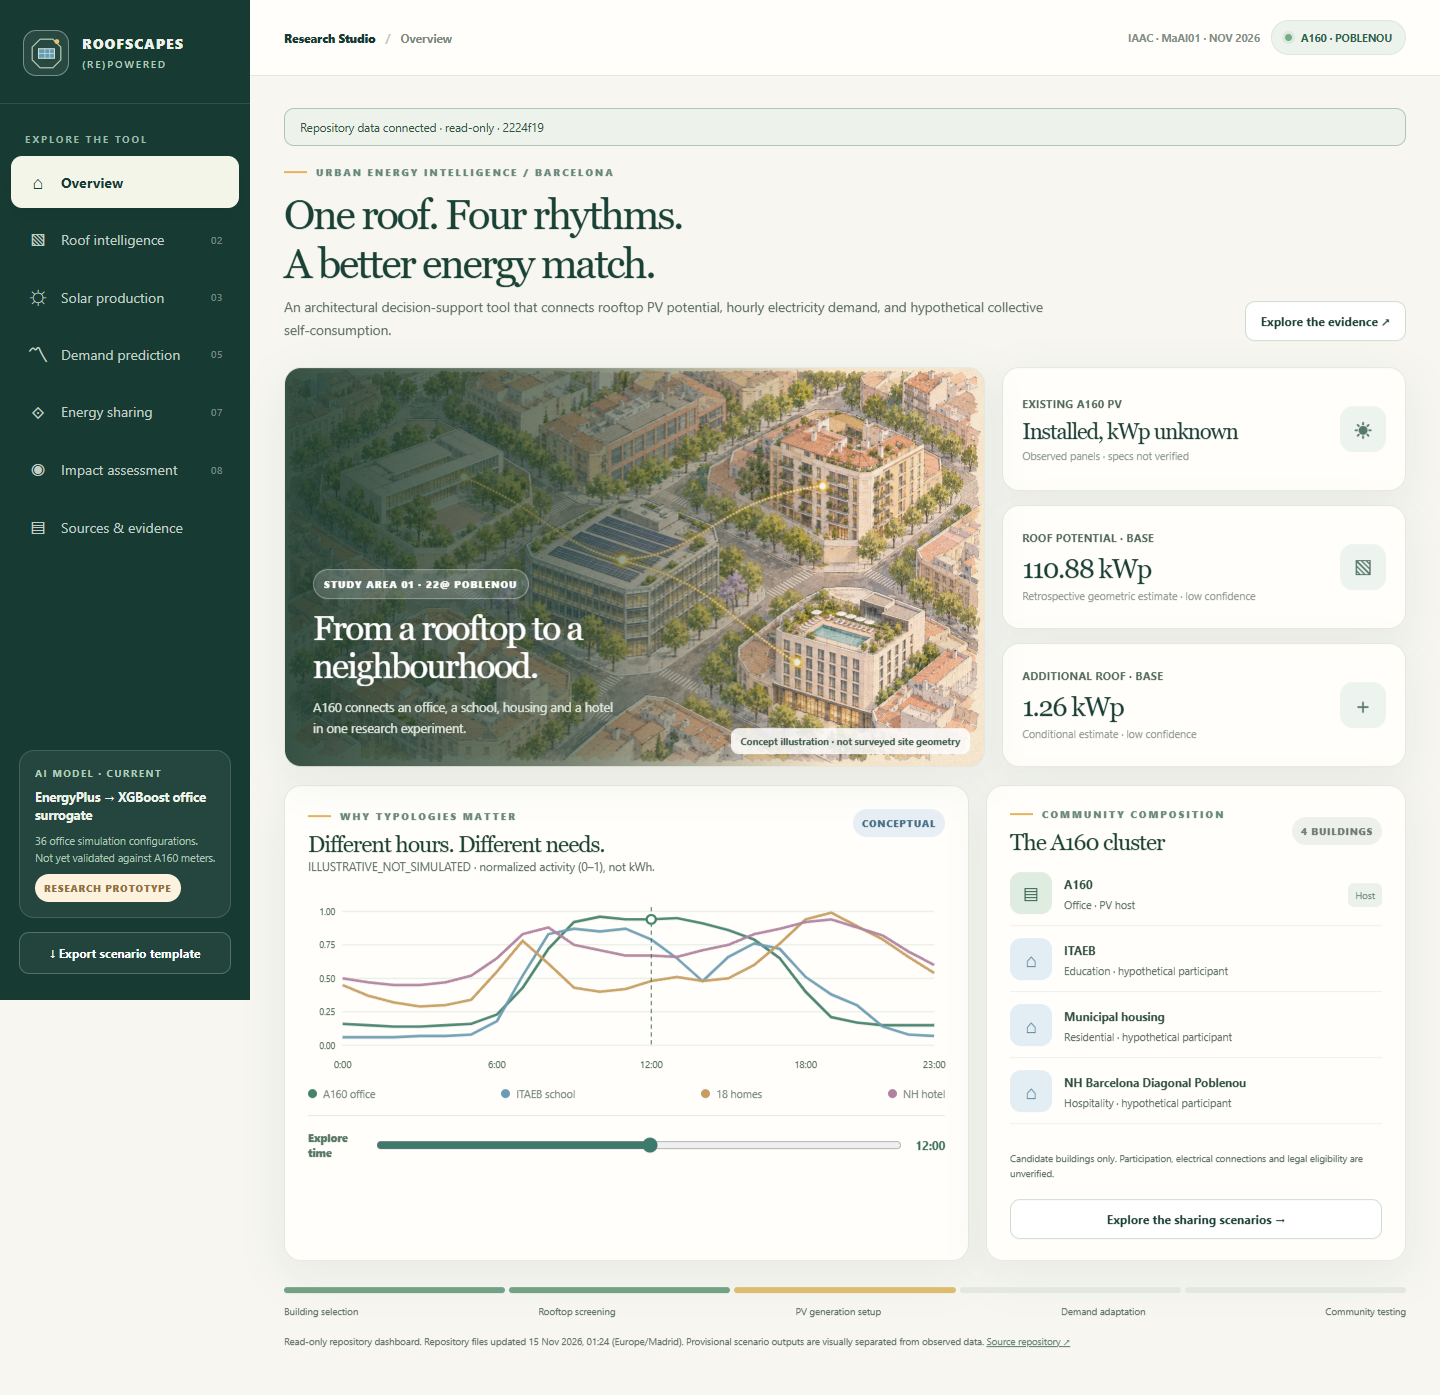 ROOFSCAPES
(RE)POWERED
EXPLORE THE TOOL
Overview
Roof intelligence 02
Solar production 03
Demand prediction 05
Energy sharing 07
Impact assessment 08
Sources & evidence
AI MODEL · CURRENT
EnergyPlus → XGBoost office
surrogate
36 office simulation configurations.
Not yet validated against A160 meters.
RESEARCH PROTOTYPE
↓ Export scenario template
Research Studio / Overview
IAAC · MaAI01 · NOV 2026
A160 · POBLENOU
Repository data connected · read-only · 2224f19
URBAN ENERGY INTELLIGENCE / BARCELONA
One roof. Four rhythms.
A better energy match.
An architectural decision-support tool that connects rooftop PV potential, hourly electricity demand, and hypothetical collective
self-consumption.
Explore the evidence ↗
STUDY AREA 01 · 22@ POBLENOU
From a rooftop to a
neighbourhood.
A160 connects an office, a school, housing and a hotel
in one research experiment.
Concept illustration · not surveyed site geometry
EXISTING A160 PV
Installed, kWp unknown
Observed panels · specs not verified
ROOF POTENTIAL · BASE
110.88 kWp
Retrospective geometric estimate · low confidence
ADDITIONAL ROOF · BASE
1.26 kWp
Conditional estimate · low confidence
WHY TYPOLOGIES MATTER
CONCEPTUAL
Different hours. Different needs.
ILLUSTRATIVE_NOT_SIMULATED · normalized activity (0–1), not kWh.
1.00
0.75
0.50
0.25
0.00
0:00 6:00 12:00 18:00 23:00
A160 office ITAEB school 18 homes NH hotel
Explore
time
12:00
COMMUNITY COMPOSITION
The A160 cluster
4 BUILDINGS
A160
Office · PV host
Host
ITAEB
Education · hypothetical participant
Municipal housing
Residential · hypothetical participant
NH Barcelona Diagonal Poblenou
Hospitality · hypothetical participant
Candidate buildings only. Participation, electrical connections and legal eligibility are
unverified.
Explore the sharing scenarios →
Building selection Rooftop screening PV generation setup Demand adaptation Community testing
Read-only repository dashboard. Repository files updated 15 Nov 2026, 01:24 (Europe/Madrid). Provisional scenario outputs are visually separated from observed data. Source repository ↗